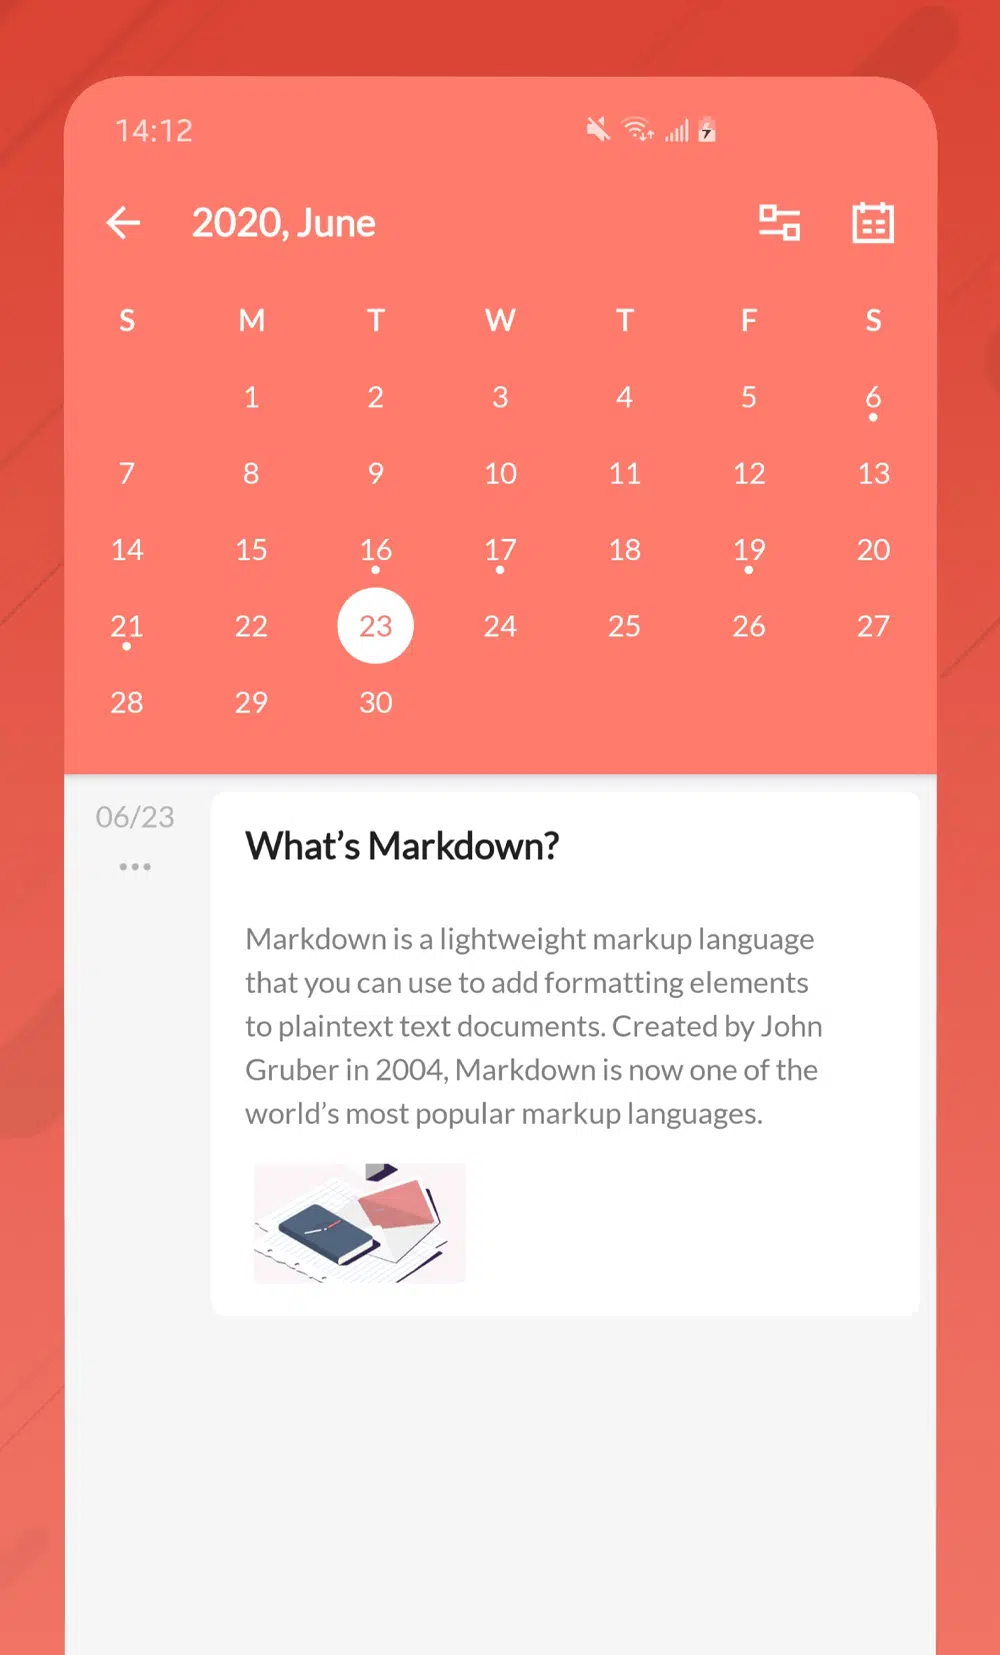 14:12
2020, June
S M T W T F S
1 2 3 4 5 6
7 8 9 10 11 12 13
14 15 16 17 18 19 20
21 22 23 24 25 26 27
28 29 30
06/23
What’s Markdown?
Markdown is a lightweight markup language
that you can use to add formatting elements
to plaintext text documents. Created by John
Gruber in 2004, Markdown is now one of the
world’s most popular markup languages.